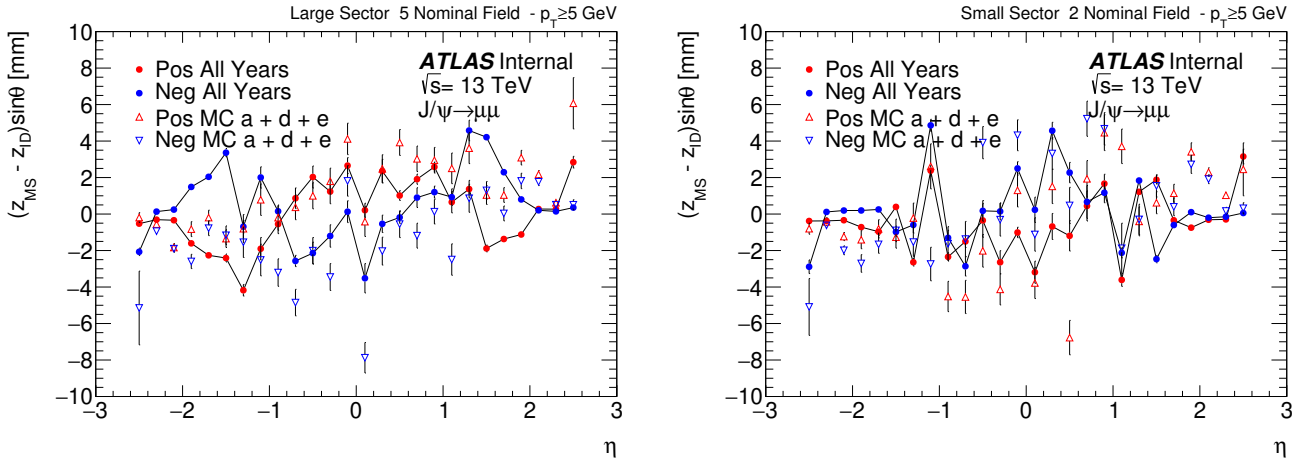 Large Sector 5 Nominal Field - p_T≥5 GeV
(z_MS - z_ID)sinθ [mm]
10
8
6
4
2
0
−2
−4
−6
−8
−10
Pos All Years
Neg All Years
Pos MC a + d + e
Neg MC a + d + e
ATLAS Internal
√s= 13 TeV
J/ψ→μμ
−3 −2 −1 0 1 2 3
η
Small Sector 2 Nominal Field - p_T≥5 GeV
(z_MS - z_ID)sinθ [mm]
10
8
6
4
2
0
−2
−4
−6
−8
−10
Pos All Years
Neg All Years
Pos MC a + d + e
Neg MC a + d + e
ATLAS Internal
√s= 13 TeV
J/ψ→μμ
−3 −2 −1 0 1 2 3
η